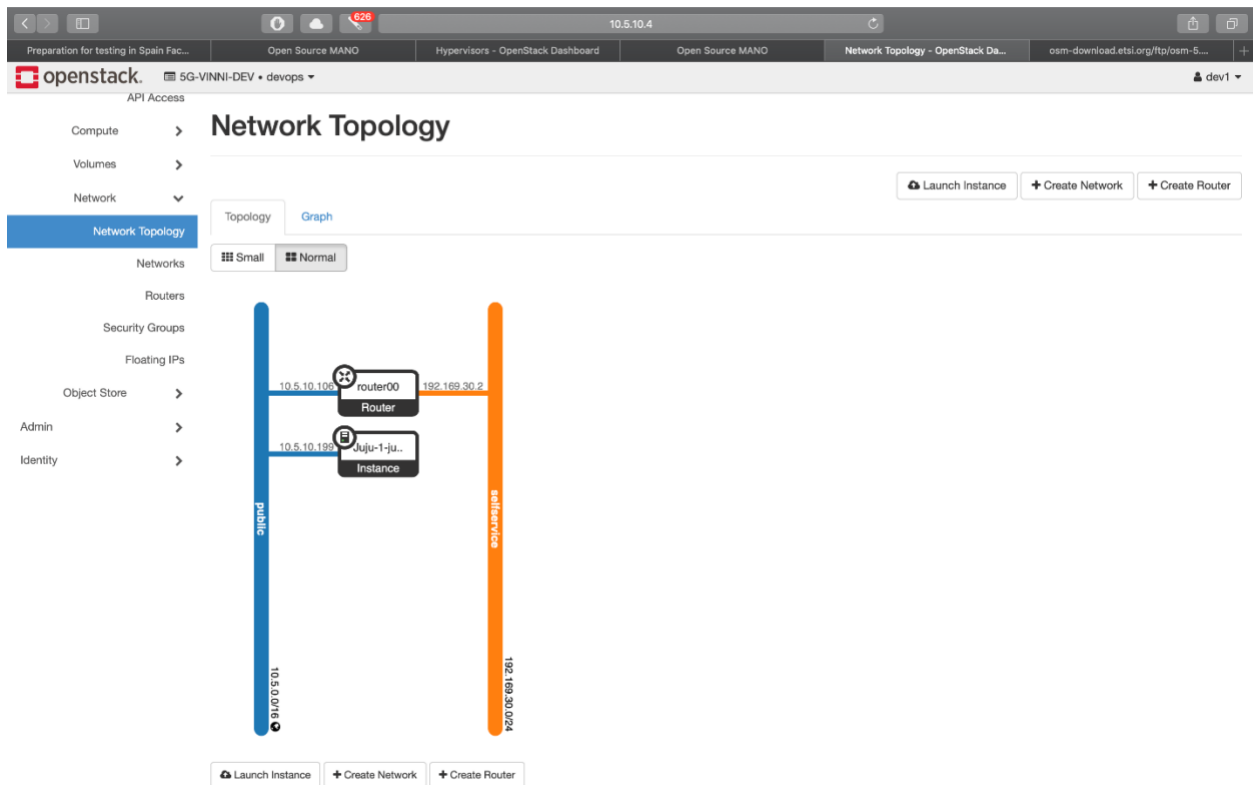 626
10.5.10.4
Preparation for testing in Spain Fac...
Open Source MANO
Hypervisors - OpenStack Dashboard
Open Source MANO
Network Topology - OpenStack Da...
osm-download.etsi.org/ftp/osm-5....
openstack. 5G-VINNI-DEV • devops
dev1
API Access
Compute
Volumes
Network
Network Topology
Networks
Routers
Security Groups
Floating IPs
Object Store
Admin
Identity
Network Topology
Launch Instance
+ Create Network
+ Create Router
Topology
Graph
Small
Normal
10.5.10.106
router00
Router
192.169.30.2
10.5.10.199
Juju-1-ju..
Instance
public
10.5.0.0/16
selfservice
192.169.30.0/24
Launch Instance
+ Create Network
+ Create Router